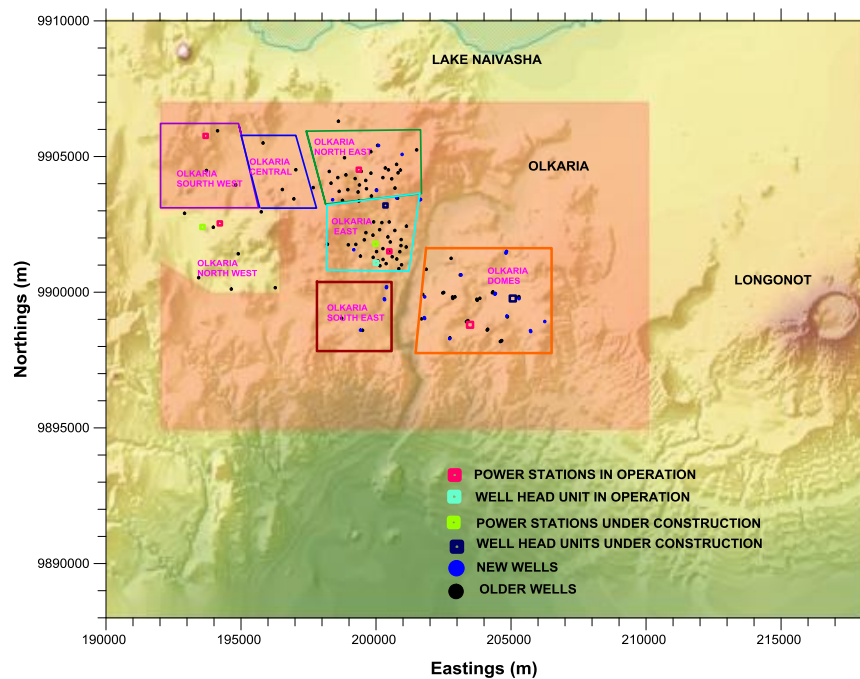 9910000
LAKE NAIVASHA
OLKARIA
NORTH EAST
9905000
OLKARIA
CENTRAL
OLKARIA
OLKARIA
SOURTH WEST
OLKARIA
EAST
OLKARIA
NORTH WEST
OLKARIA
DOMES
LONGONOT
9900000
OLKARIA
SOUTH EAST
Northings (m)
9895000
POWER STATIONS IN OPERATION
WELL HEAD UNIT IN OPERATION
POWER STATIONS UNDER CONSTRUCTION
WELL HEAD UNITS UNDER CONSTRUCTION
9890000
NEW WELLS
OLDER WELLS
190000 195000 200000 205000 210000 215000
Eastings (m)